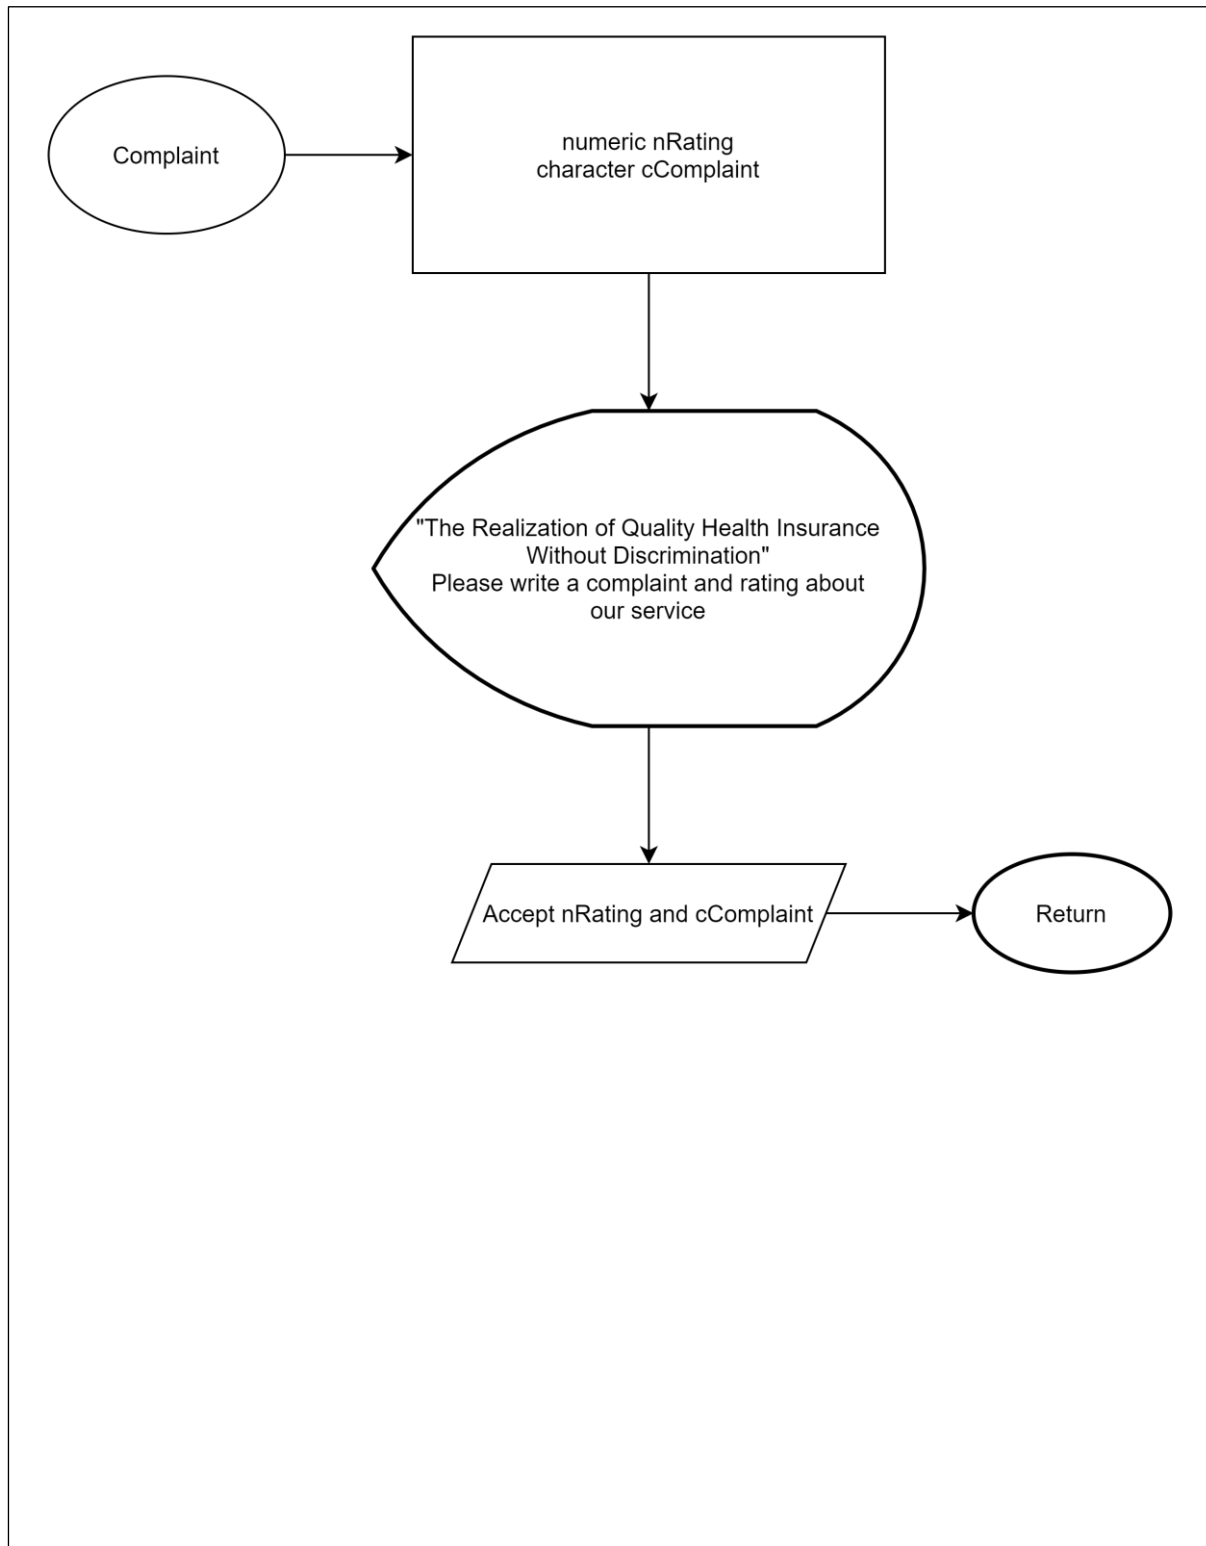 Complaint
numeric nRating
character cComplaint
"The Realization of Quality Health Insurance
Without Discrimination"
Please write a complaint and rating about
our service
Accept nRating and cComplaint
Return